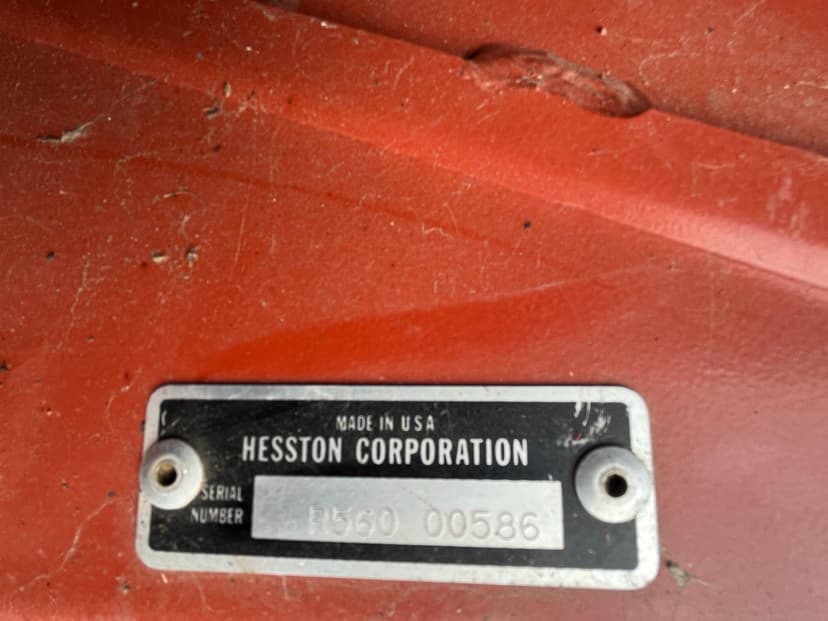 MADE IN USA
HESSTON CORPORATION
SERIAL
NUMBER
R560 00586